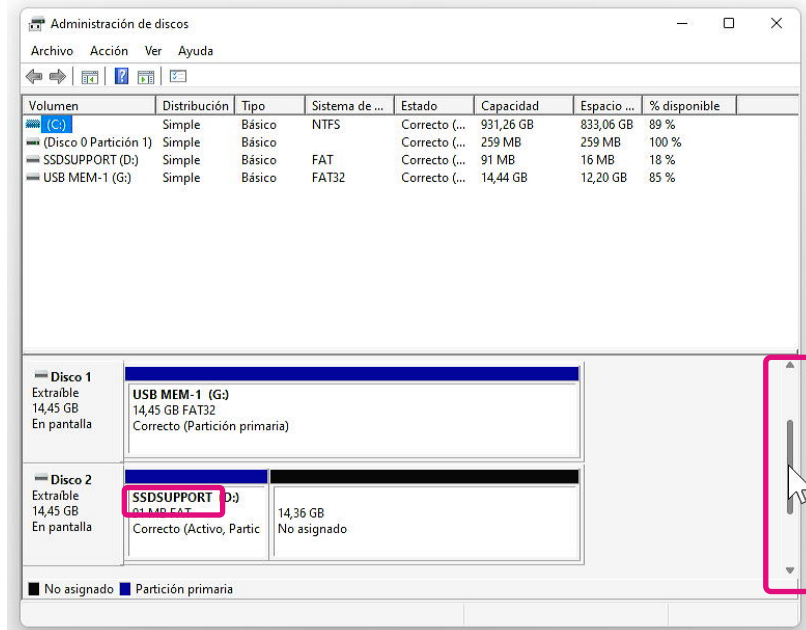 Administración de discos
Archivo Acción Ver Ayuda
Volumen Distribución Tipo Sistema de ... Estado Capacidad Espacio ... % disponible
(C:) Simple Básico NTFS Correcto (... 931,26 GB 833,06 GB 89 %
(Disco 0 Partición 1) Simple Básico Correcto (... 259 MB 259 MB 100 %
SSDSUPPORT (D:) Simple Básico FAT Correcto (... 91 MB 16 MB 18 %
USB MEM-1 (G:) Simple Básico FAT32 Correcto (... 14,44 GB 12,20 GB 85 %
Disco 1
Extraíble
14,45 GB
En pantalla
USB MEM-1 (G:)
14,45 GB FAT32
Correcto (Partición primaria)
Disco 2
Extraíble
14,45 GB
En pantalla
SSDSUPPORT (D:)
91 MB FAT
Correcto (Activo, Partic
14,36 GB
No asignado
No asignado Partición primaria